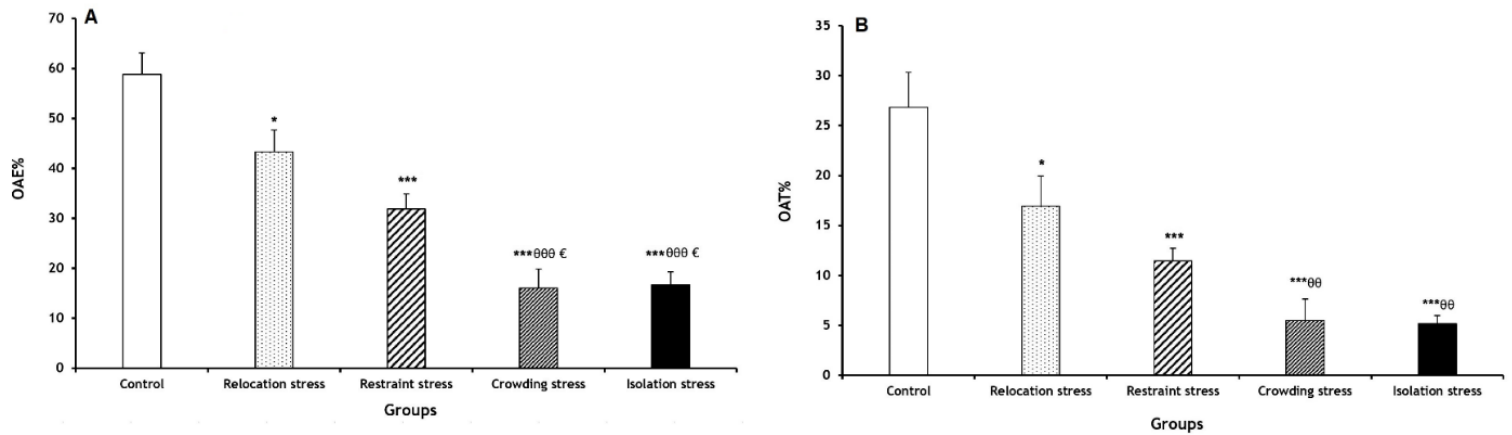 A
OAE%
70
60
50
40
30
20
10
0
*
***
***θθθ €
***θθθ €
Control
Relocation stress
Restraint stress
Crowding stress
Isolation stress
Groups
B
OAT%
35
30
25
20
15
10
5
0
*
***
***θθ
***θθ
Control
Relocation stress
Restraint stress
Crowding stress
Isolation stress
Groups